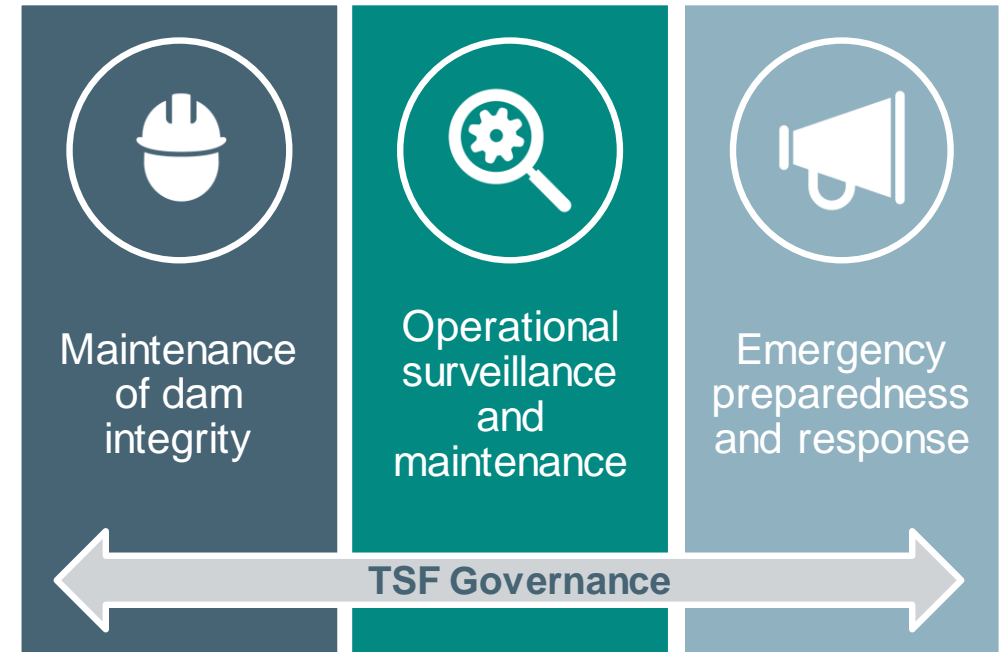 Maintenance
of dam
integrity
Operational
surveillance
and
maintenance
Emergency
preparedness
and response
TSF Governance